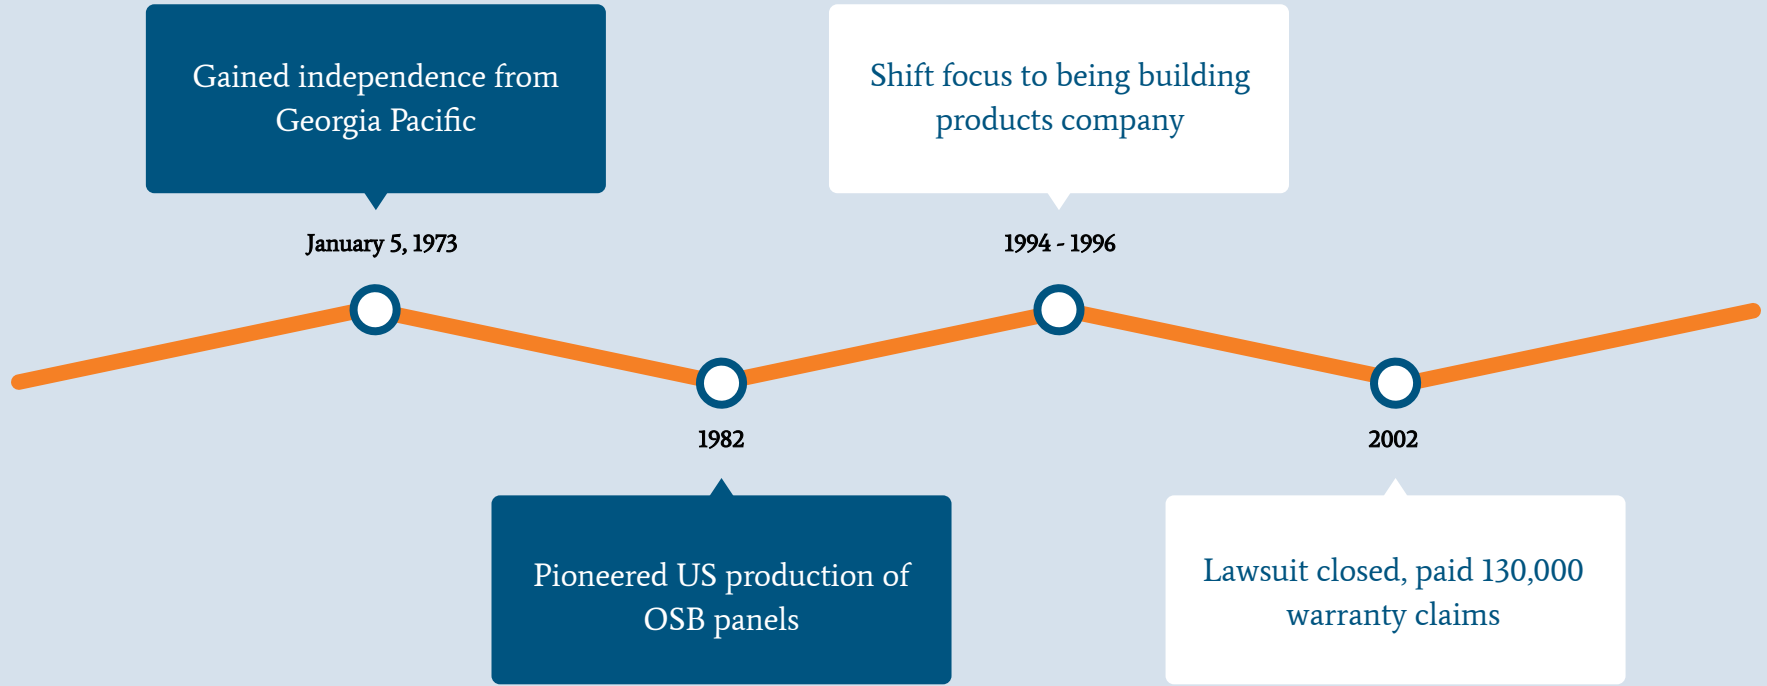 Gained independence from
Georgia Pacific
January 5, 1973
1982
Pioneered US production of
OSB panels
Shift focus to being building
products company
1994 - 1996
2002
Lawsuit closed, paid 130,000
warranty claims